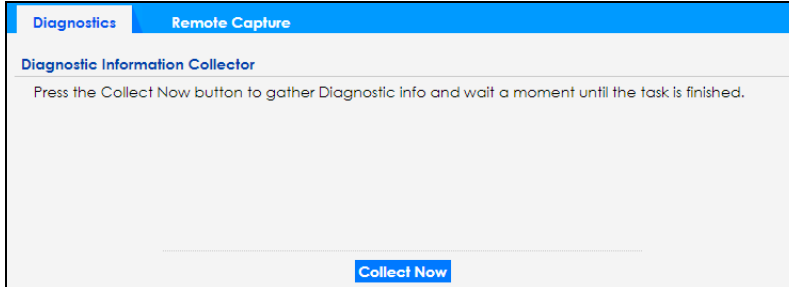 Diagnostics Remote Capture
Diagnostic Information Collector
Press the Collect Now button to gather Diagnostic info and wait a moment until the task is finished.
Collect Now